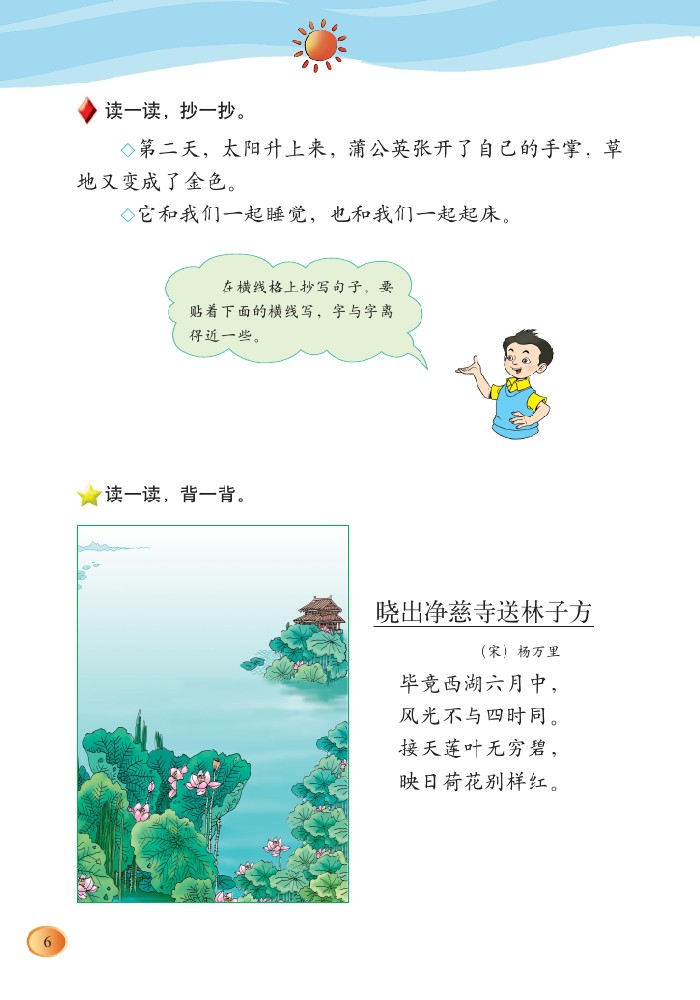 读一读，抄一抄。
◇第二天，太阳升上来，蒲公英张开了自己的手掌，草
地又变成了金色。
◇它和我们一起睡觉，也和我们一起起床。
在横线格上抄写句子，要
贴着下面的横线写，字与字离
得近一些。
读一读，背一背。
晓出净慈寺送林子方
（宋）杨万里
毕竟西湖六月中，
风光不与四时同。
接天莲叶无穷碧，
映日荷花别样红。
6